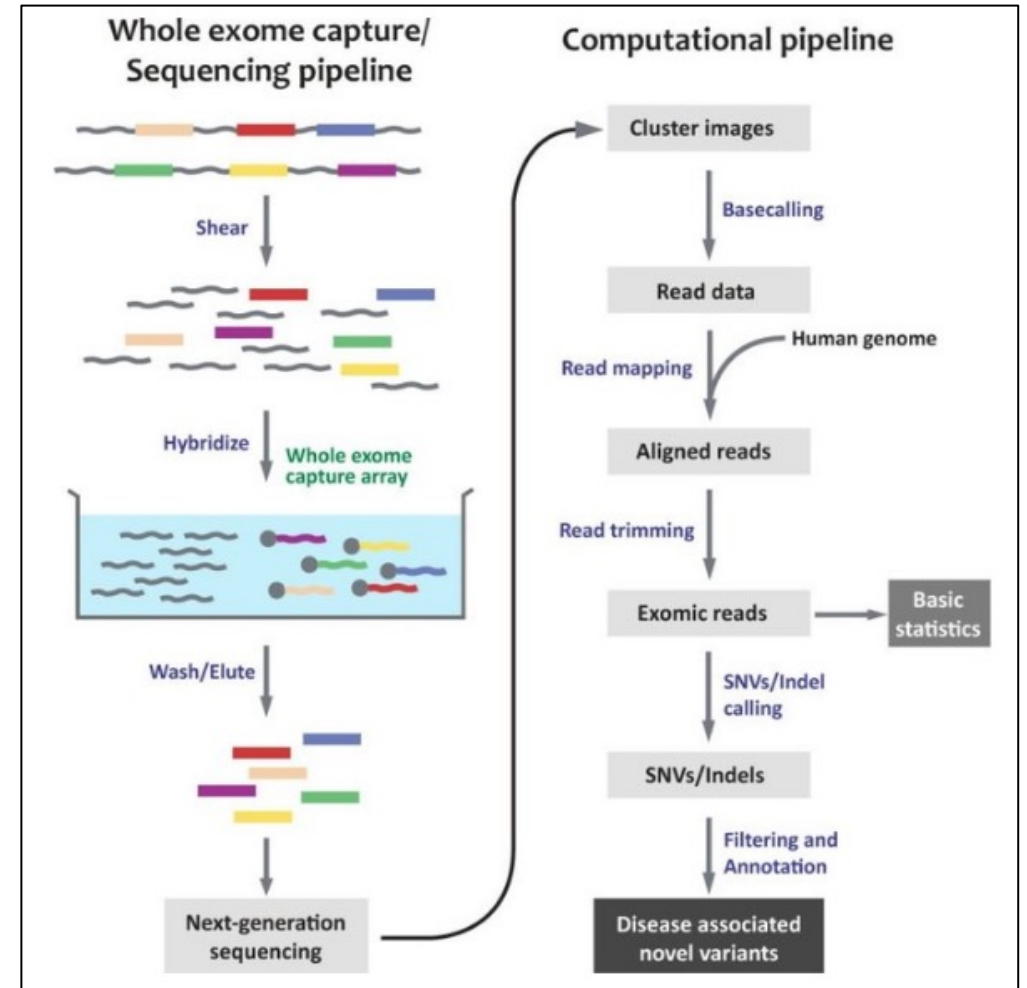 Whole exome capture/
Sequencing pipeline
Shear
Hybridize
Whole exome
capture array
Wash/Elute
Next-generation
sequencing
Computational pipeline
Cluster images
Basecalling
Read data
Human genome
Read mapping
Aligned reads
Read trimming
Exomic reads
Basic
statistics
SNVs/Indel
calling
SNVs/Indels
Filtering and
Annotation
Disease associated
novel variants